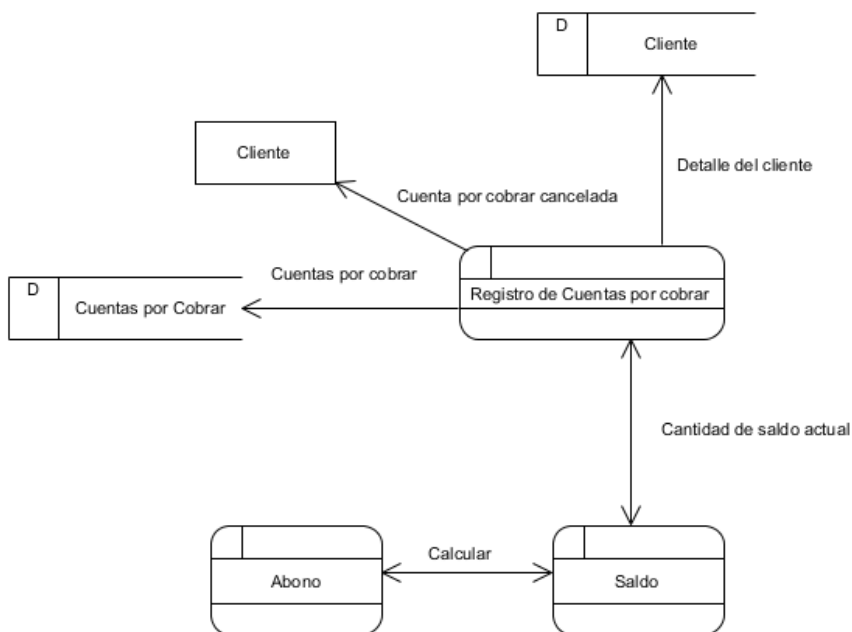 D
Cliente
Cliente
Detalle del cliente
Cuenta por cobrar cancelada
D
Cuentas por Cobrar
Cuentas por cobrar
Registro de Cuentas por cobrar
Cantidad de saldo actual
Abono
Calcular
Saldo